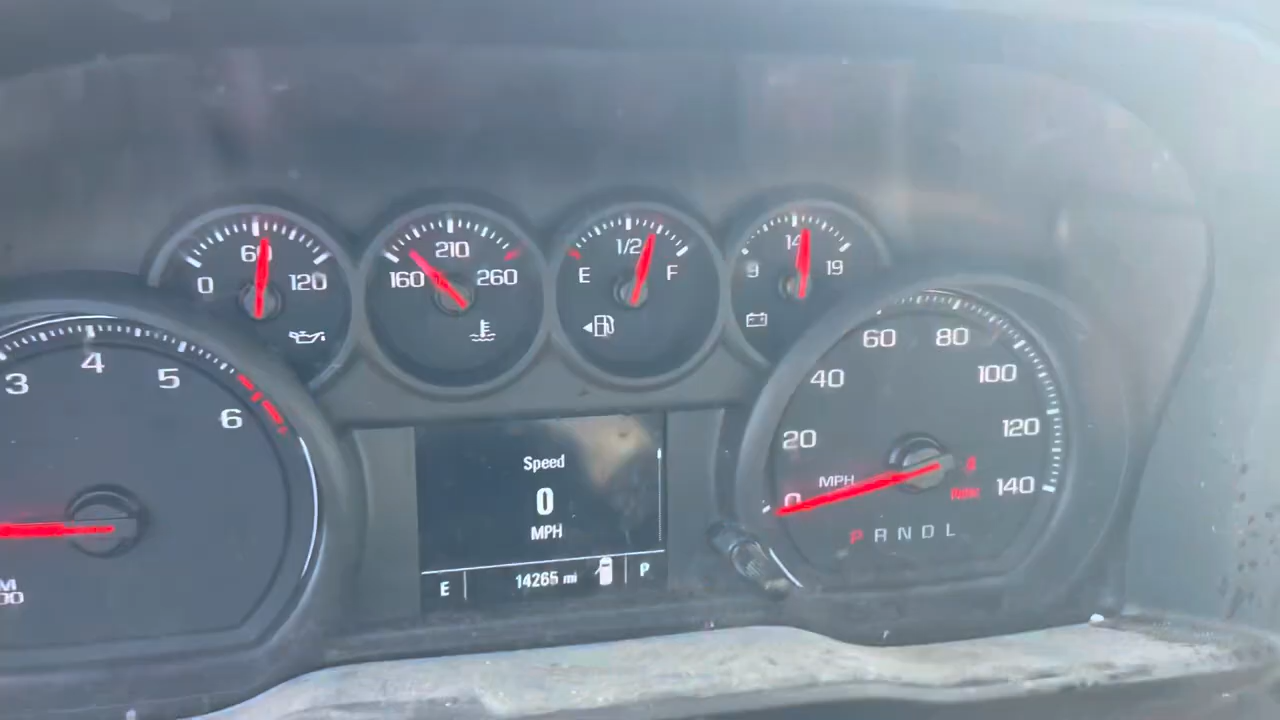 0 60 120
160 210 260
E 1/2 F
9 14 19
3 4 5 6
Speed
0
MPH
E 14265 mi P
0 20 40 60 80 100 120 140
MPH
P R N D L